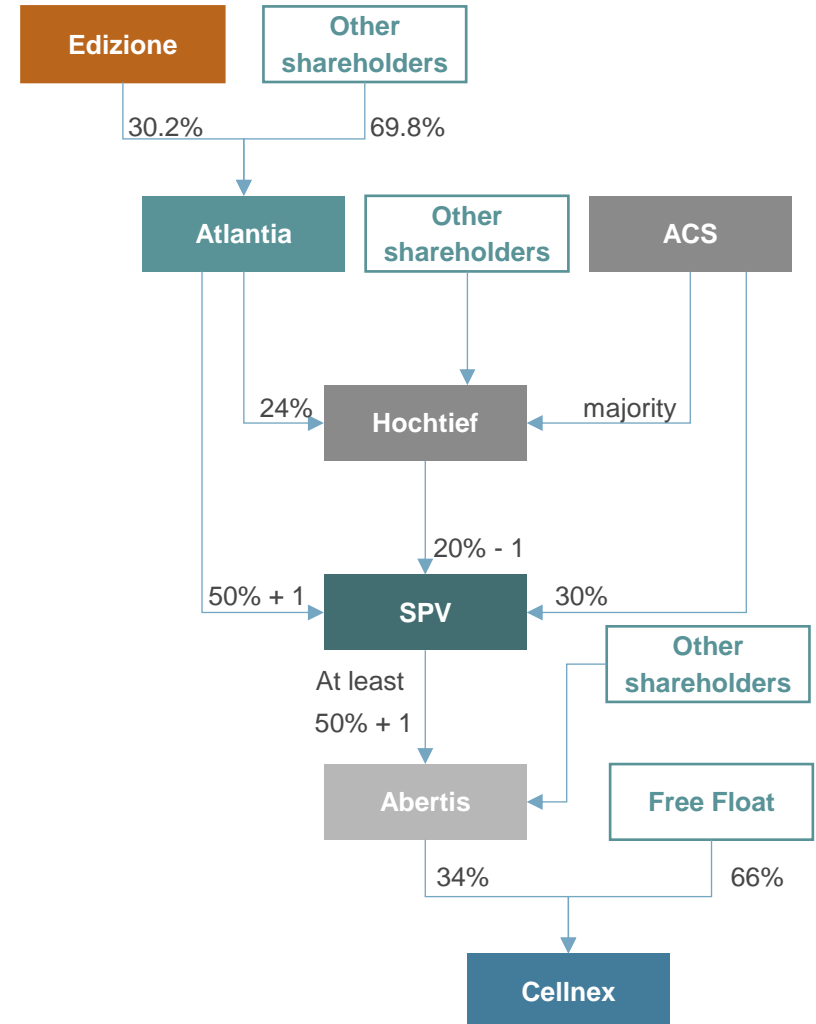 Edizione
Other
shareholders
30.2%
69.8%
Atlantia
Other
shareholders
ACS
24%
Hochtief
majority
20% - 1
50% + 1
SPV
30%
At least
50% + 1
Other
shareholders
Abertis
Free Float
34%
66%
Cellnex